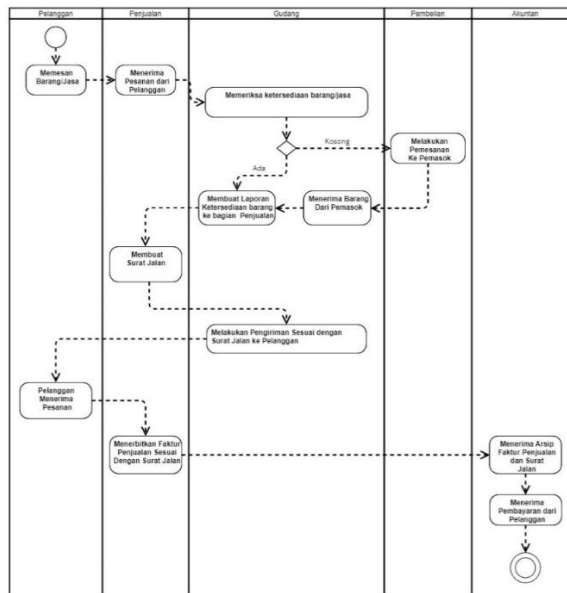 Pelanggan
Penjualan
Gudang
Pembelian
Akuntan
Memesan
Barang/Jasa
Menerima
Pesanan dari
Pelanggan
Memeriksa ketersediaan barang/jasa
Kosong
Melakukan
Pemesanan
Ke Pemasok
Ada
Membuat Laporan
Ketersediaan barang
ke bagian Penjualan
Menerima Barang
Dari Pemasok
Membuat
Surat Jalan
Melakukan Pengiriman Sesuai dengan
Surat Jalan ke Pelanggan
Pelanggan
Menerima
Pesanan
Menerbitkan Faktur
Penjualan Sesuai
Dengan Surat Jalan
Menerima Arsip
Faktur Penjualan
dan Surat
Jalan
Menerima
Pembayaran dari
Pelanggan